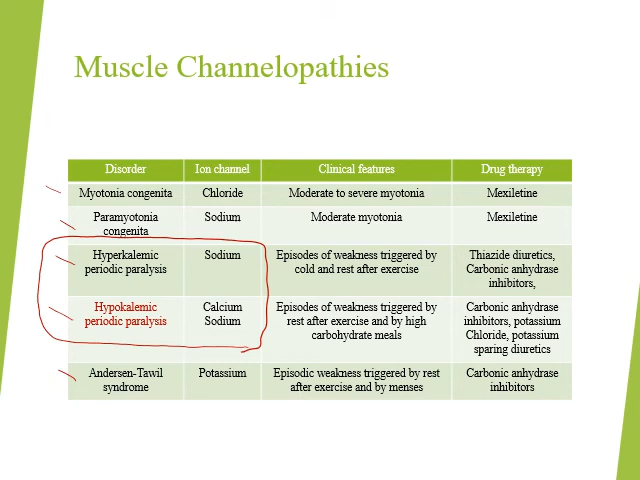 Muscle Channelopathies
Disorder Ion channel Clinical features Drug therapy
Myotonia congenita Chloride Moderate to severe myotonia Mexiletine
Paramyotonia Sodium Moderate myotonia Mexiletine
congenita
Hyperkalemic Sodium Episodes of weakness triggered by Thiazide diuretics,
periodic paralysis cold and rest after exercise Carbonic anhydrase
inhibitors,
Hypokalemic Calcium Episodes of weakness triggered by Carbonic anhydrase
periodic paralysis Sodium rest after exercise and by high inhibitors, potassium
carbohydrate meals Chloride, potassium
sparing diuretics
Andersen-Tawil Potassium Episodic weakness triggered by rest Carbonic anhydrase
syndrome after exercise and by menses inhibitors